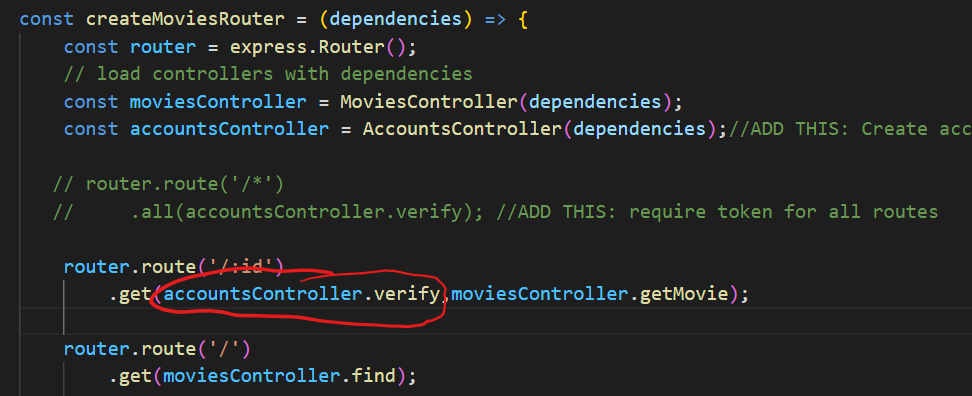 const createMoviesRouter = (dependencies) => {
const router = express.Router();
// load controllers with dependencies
const moviesController = MoviesController(dependencies);
const accountsController = AccountsController(dependencies);//ADD THIS: Create acc
// router.route('/*')
// .all(accountsController.verify); //ADD THIS: require token for all routes
router.route('/:id')
.get(accountsController.verify,moviesController.getMovie);
router.route('/')
.get(moviesController.find);